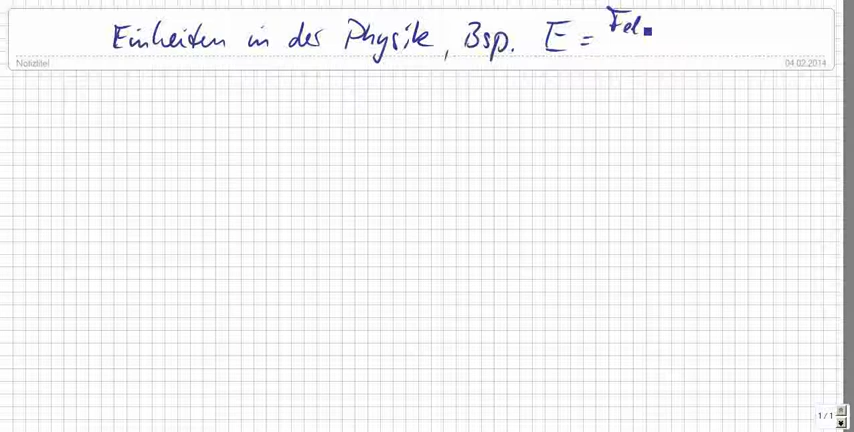 Einheiten in der Physik, Bsp. E = Fel
Notiztitel
04.02.2014
1 / 1